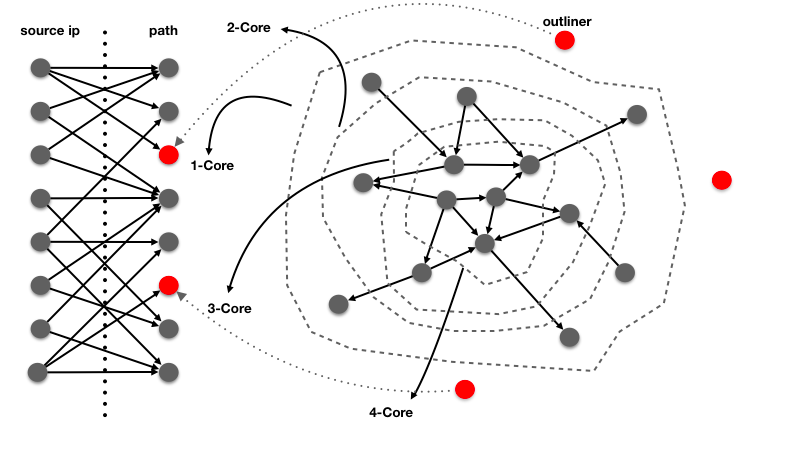 source ip
path
2-Core
outliner
1-Core
3-Core
4-Core